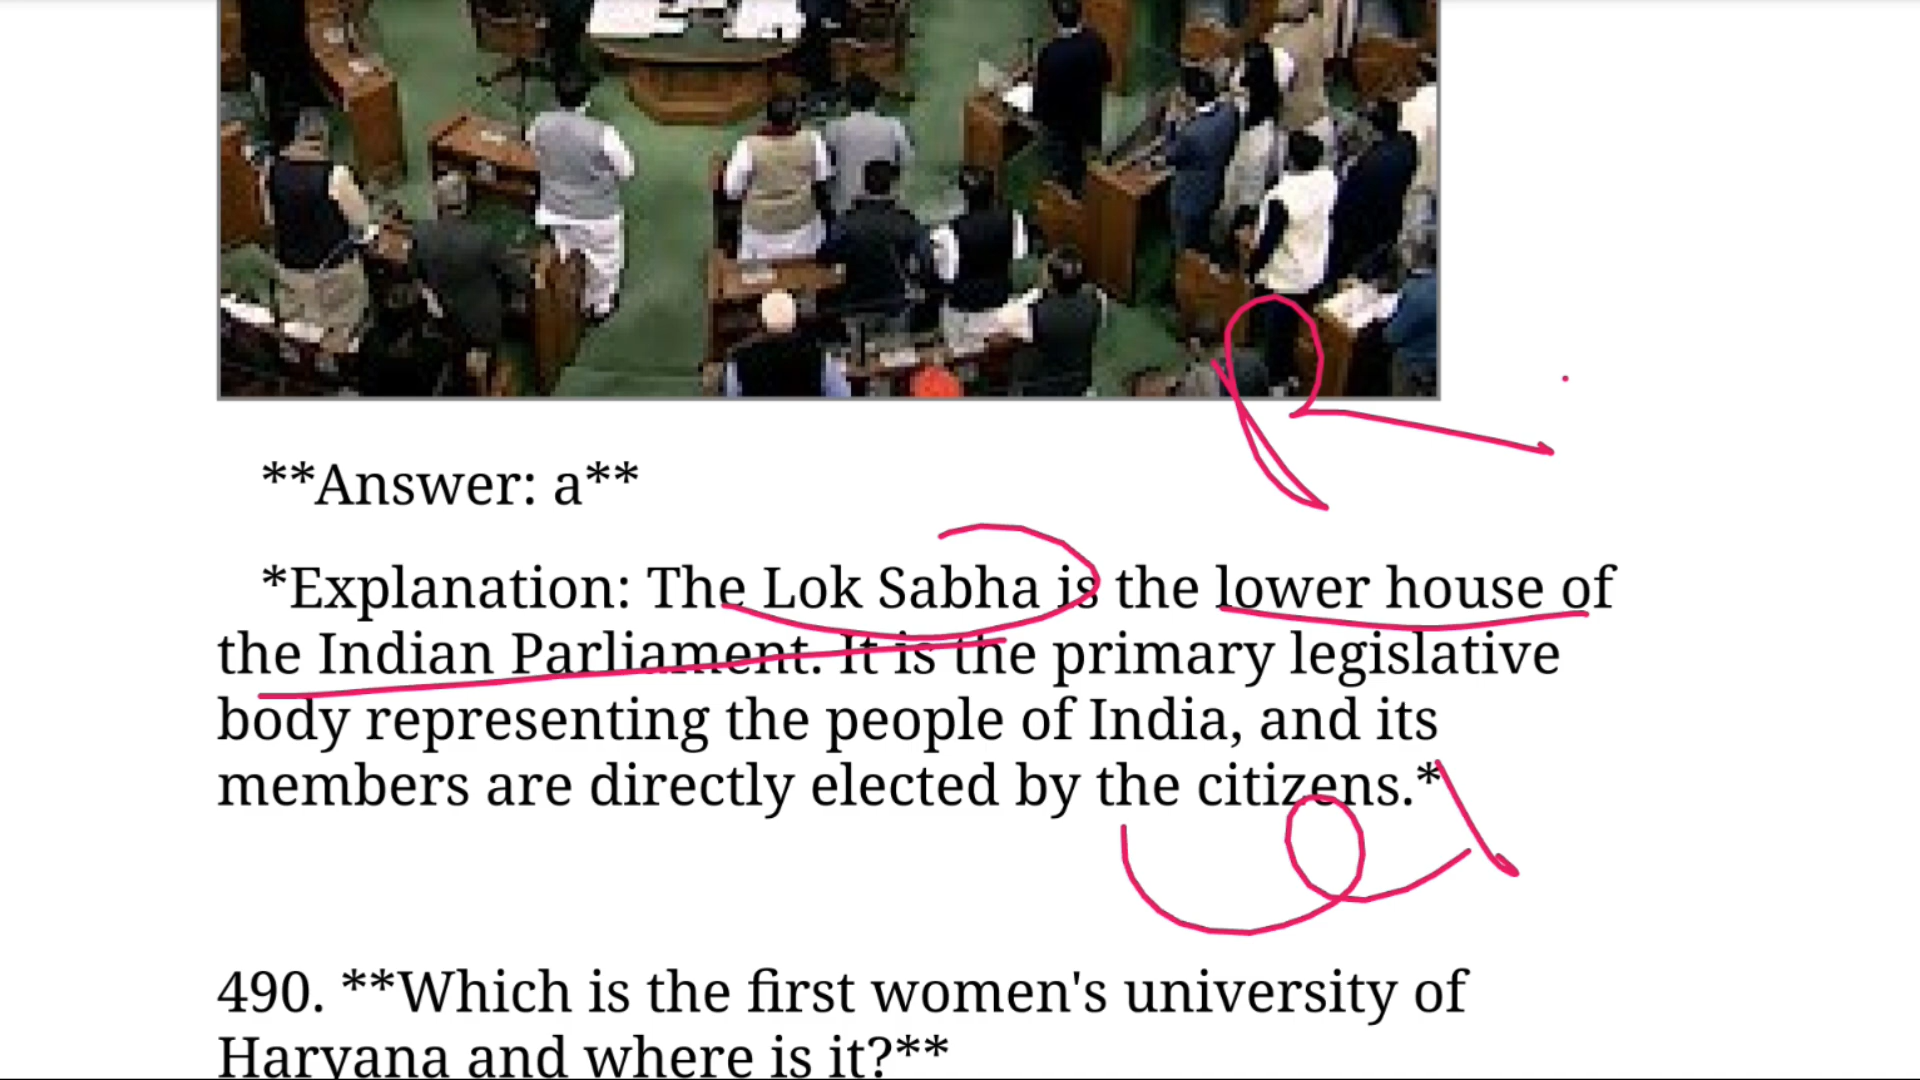 **Answer: a**
*Explanation: The Lok Sabha is the lower house of
the Indian Parliament. It is the primary legislative
body representing the people of India, and its
members are directly elected by the citizens.*
490. **Which is the first women's university of
Haryana and where is it?**